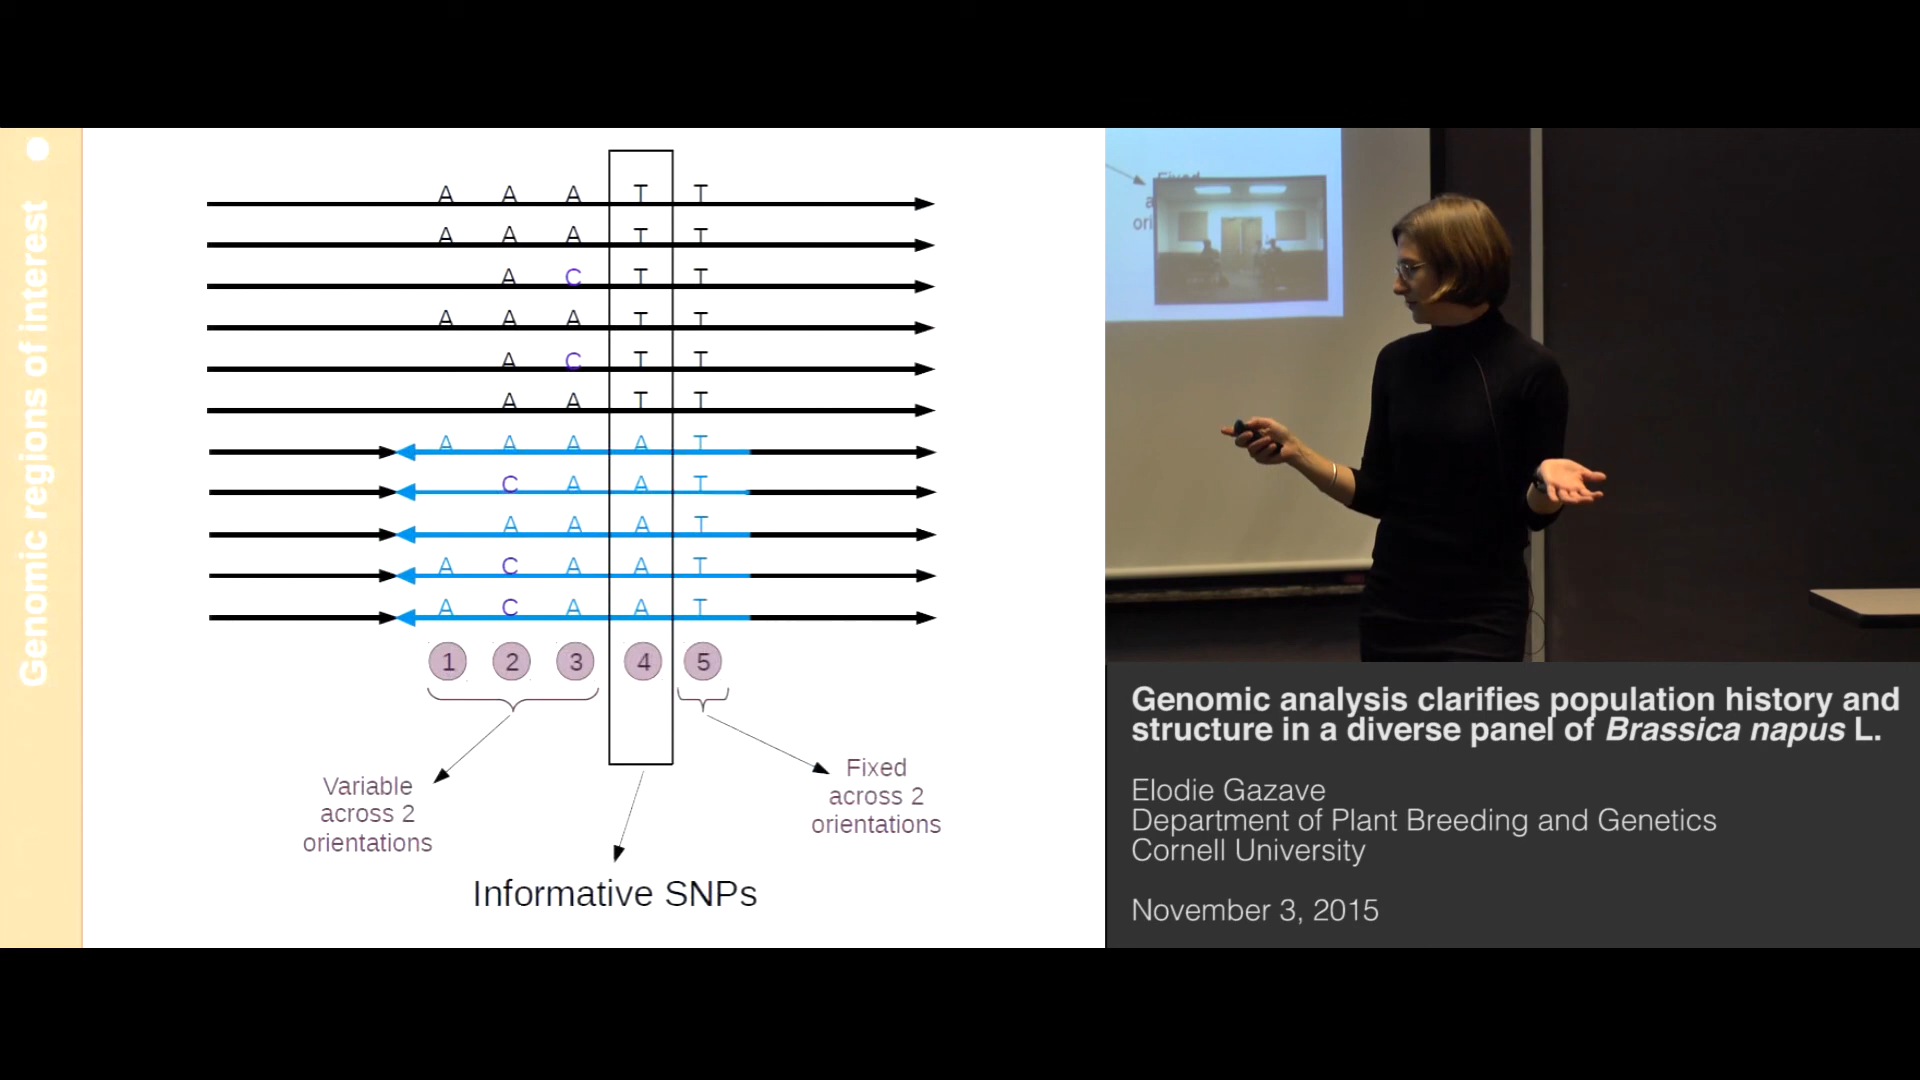 Genomic regions of interest
A A A T T
A A A T T
A C T T
A A A T T
A C T T
A A T T
A A A A T
C A A T
A A A T
A C A A T
A C A A T
1 2 3 4 5
Variable
across 2
orientations
Fixed
across 2
orientations
Informative SNPs
Fixed
a
ori
Genomic analysis clarifies population history and
structure in a diverse panel of Brassica napus L.
Elodie Gazave
Department of Plant Breeding and Genetics
Cornell University
November 3, 2015